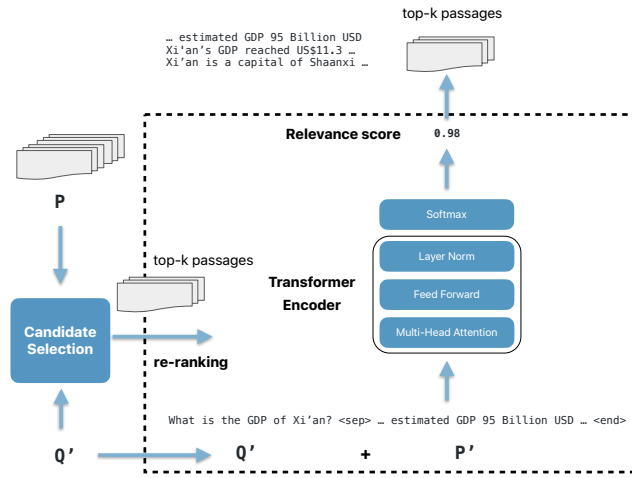 top-k passages
… estimated GDP 95 Billion USD
Xi'an's GDP reached US$11.3 …
Xi’an is a capital of Shaanxi …
Relevance score 0.98
P
Softmax
Layer Norm
Feed Forward
Multi-Head Attention
Transformer
Encoder
top-k passages
Candidate
Selection
re-ranking
What is the GDP of Xi’an? <sep> … estimated GDP 95 Billion USD … <end>
Q’
Q’ + P’